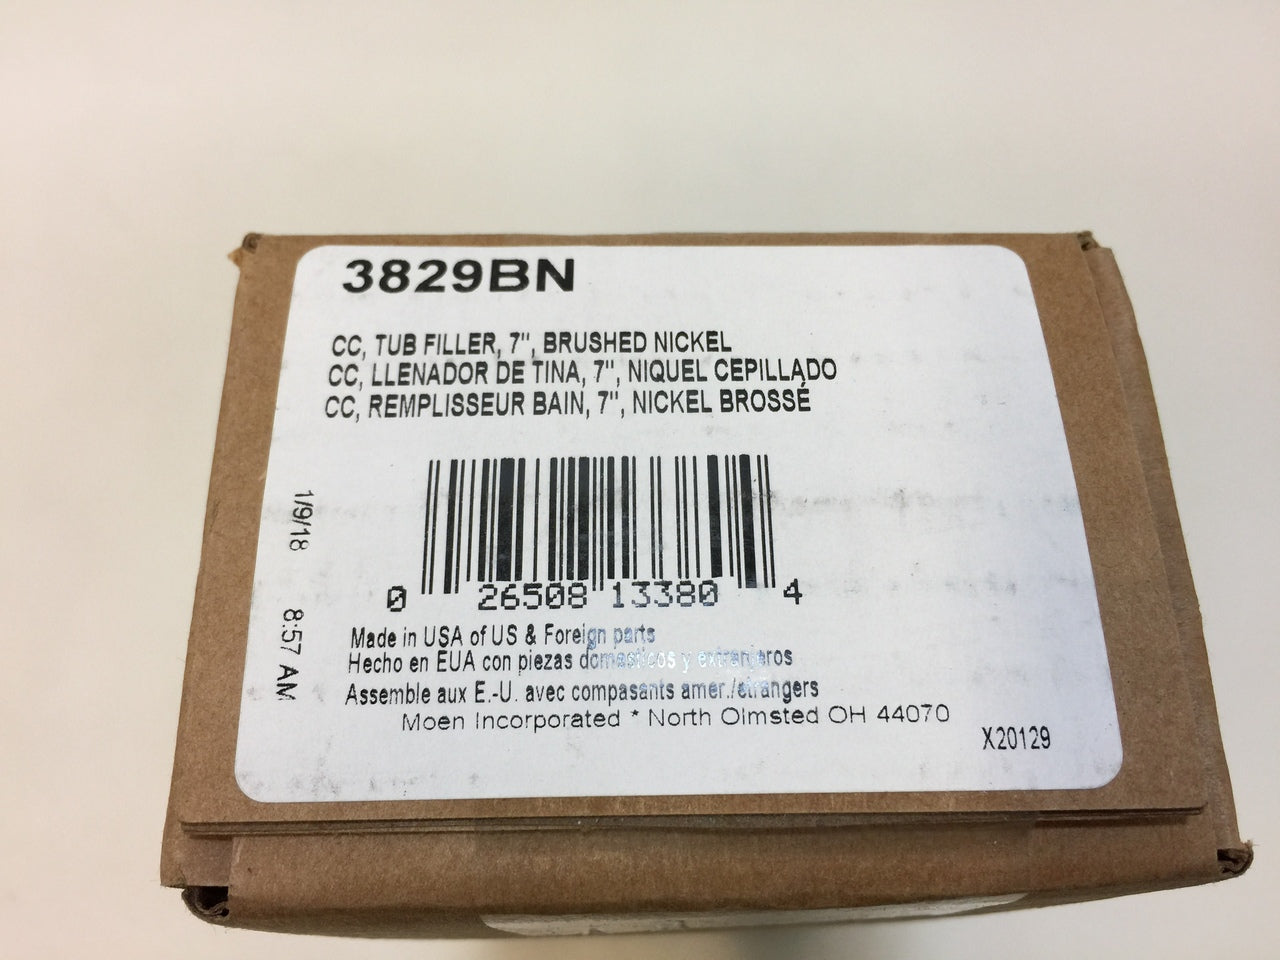 3829BN
CC, TUB FILLER, 7", BRUSHED NICKEL
CC, LLENADOR DE TINA, 7", NIQUEL CEPILLADO
CC, REMPLISSEUR BAIN, 7", NICKEL BROSSÉ
1/9/18 8:57 AM
0 26508 13380 4
Made in USA of US & Foreign parts
Hecho en EUA con piezas domesticos y extranjeros
Assemble aux E.-U. avec compasants amer./etrangers
Moen Incorporated * North Olmsted OH 44070
X20129